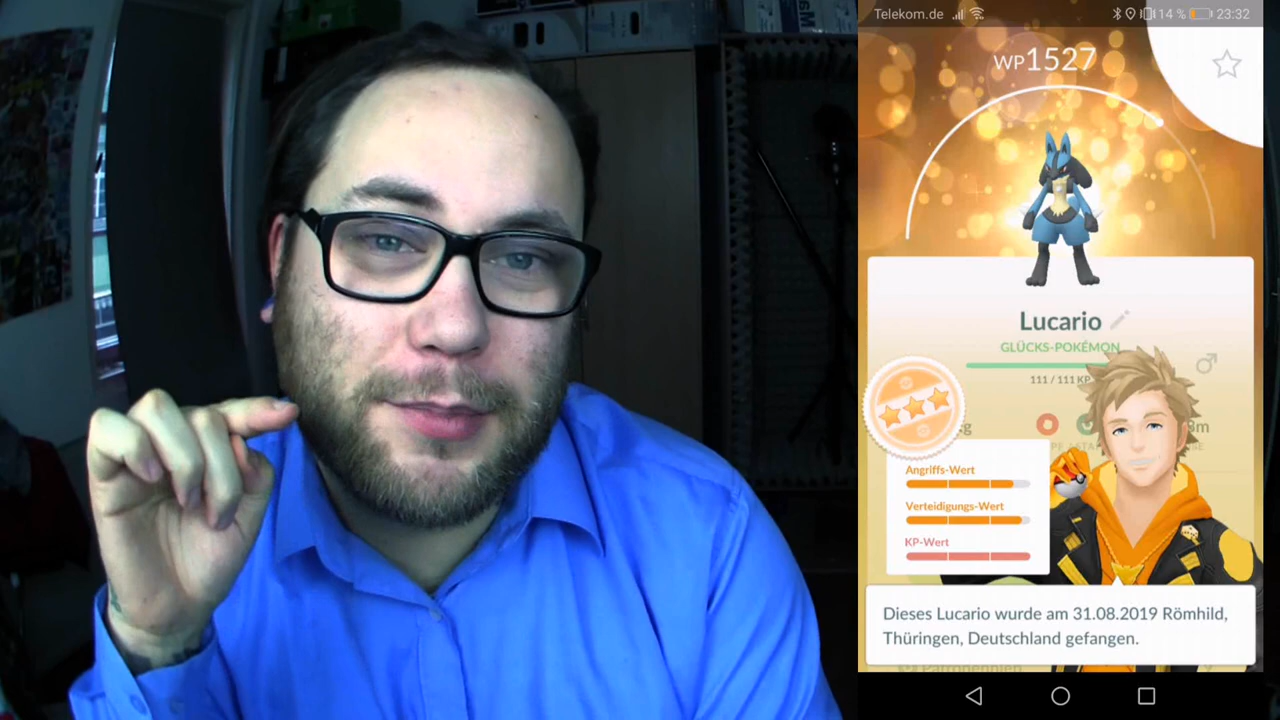 Telekom.de
14 % 23:32
WP1527
Lucario
GLÜCKS-POKÉMON
111 / 111 KP
Angriffs-Wert
Verteidigungs-Wert
KP-Wert
Dieses Lucario wurde am 31.08.2019 Römhild,
Thüringen, Deutschland gefangen.